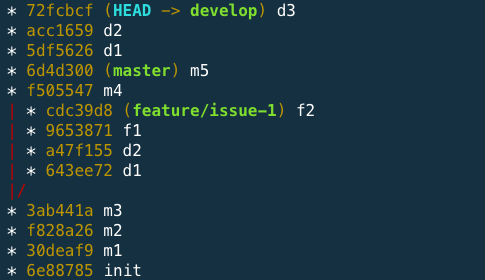 * 72fcbcf (HEAD -> develop) d3
* acc1659 d2
* 5df5626 d1
* 6d4d300 (master) m5
* f505547 m4
| * cdc39d8 (feature/issue-1) f2
| * 9653871 f1
| * a47f155 d2
| * 643ee72 d1
|/
* 3ab441a m3
* f828a26 m2
* 30deaf9 m1
* 6e88785 init